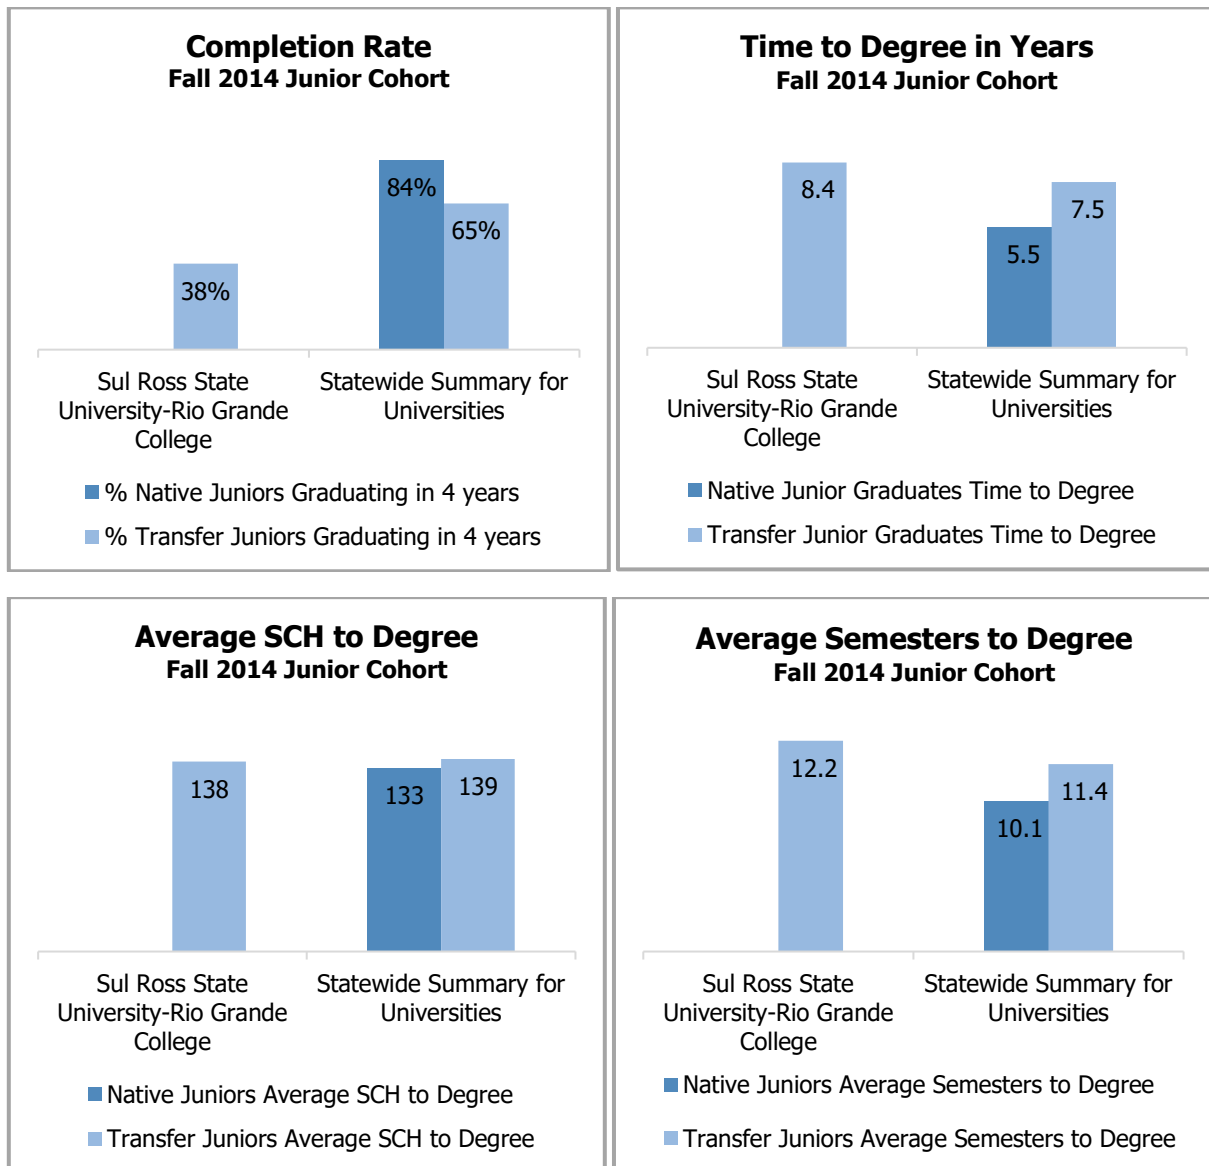 Completion Rate
Fall 2014 Junior Cohort
84%
65%
38%
Sul Ross State
University-Rio Grande
College
Statewide Summary for
Universities
% Native Juniors Graduating in 4 years
% Transfer Juniors Graduating in 4 years
Time to Degree in Years
Fall 2014 Junior Cohort
8.4
7.5
5.5
Sul Ross State
University-Rio Grande
College
Statewide Summary for
Universities
Native Junior Graduates Time to Degree
Transfer Junior Graduates Time to Degree
Average SCH to Degree
Fall 2014 Junior Cohort
138
133
139
Sul Ross State
University-Rio Grande
College
Statewide Summary for
Universities
Native Juniors Average SCH to Degree
Transfer Juniors Average SCH to Degree
Average Semesters to Degree
Fall 2014 Junior Cohort
12.2
11.4
10.1
Sul Ross State
University-Rio Grande
College
Statewide Summary for
Universities
Native Juniors Average Semesters to Degree
Transfer Juniors Average Semesters to Degree